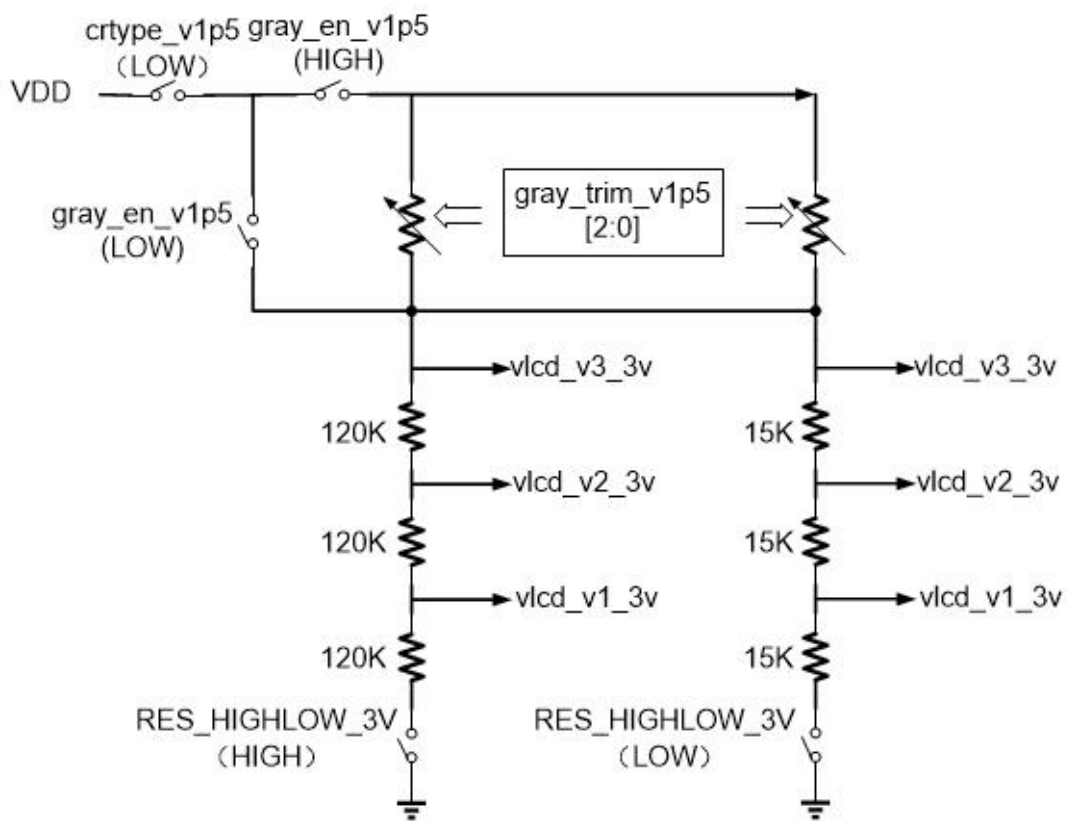 crtype_v1p5
（LOW）
gray_en_v1p5
(HIGH)
VDD
gray_en_v1p5
(LOW)
gray_trim_v1p5
[2:0]
vlcd_v3_3v
vlcd_v3_3v
120K
15K
vlcd_v2_3v
vlcd_v2_3v
120K
15K
vlcd_v1_3v
vlcd_v1_3v
120K
15K
RES_HIGHLOW_3V
（HIGH）
RES_HIGHLOW_3V
（LOW）